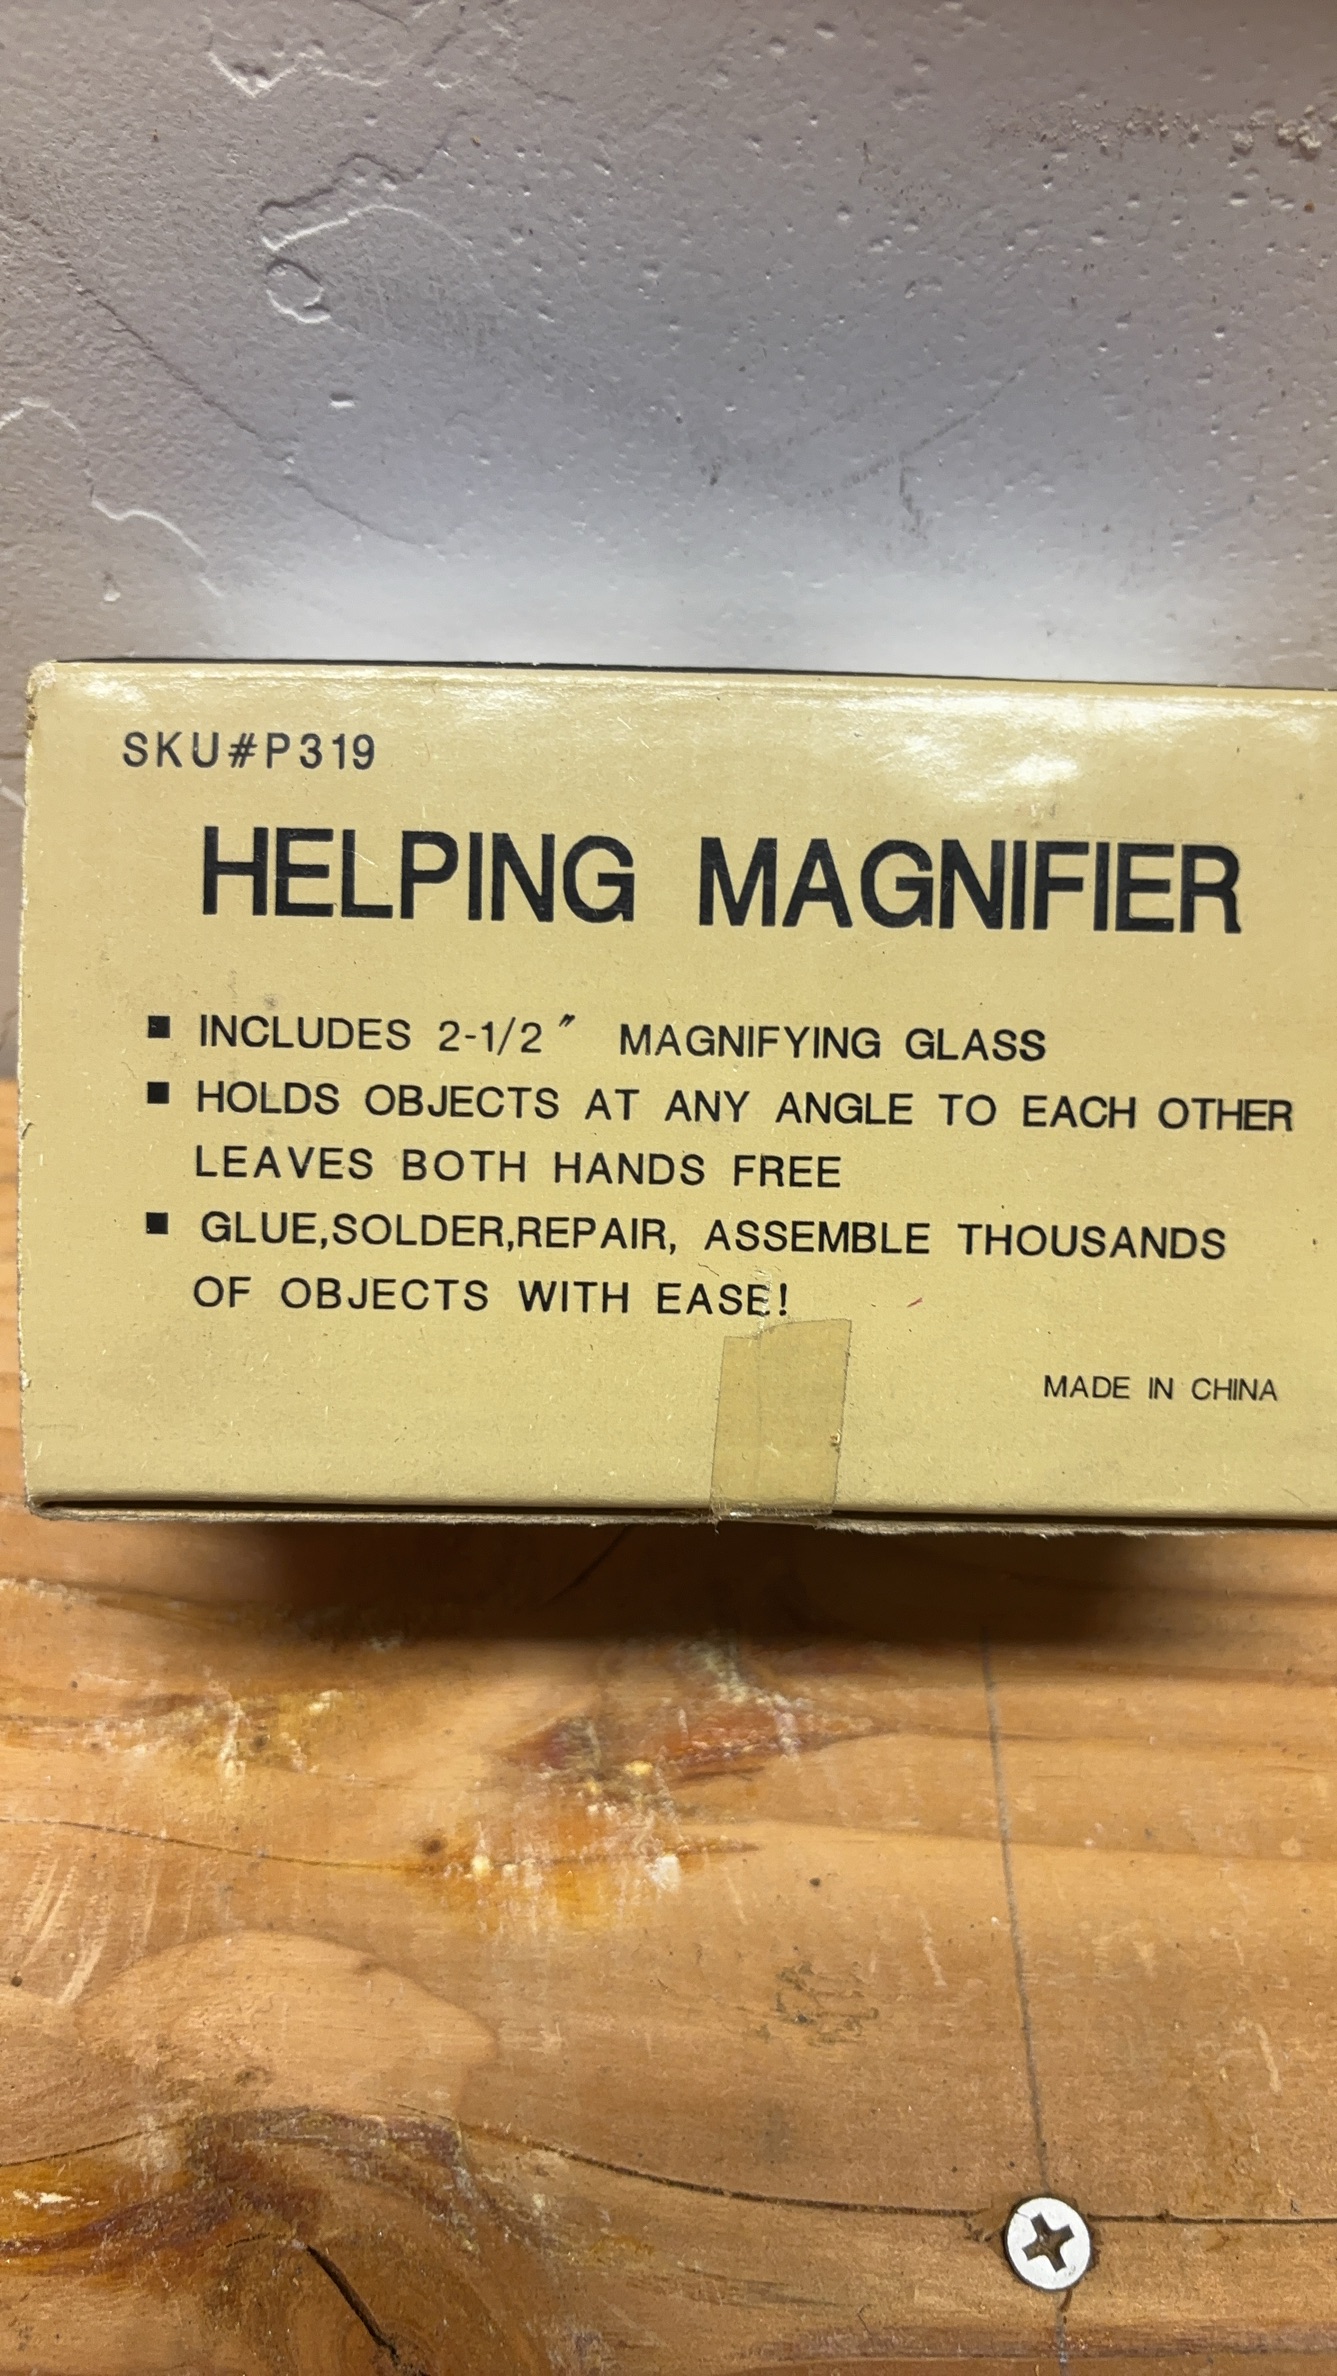 SKU#P319
HELPING MAGNIFIER
■ INCLUDES 2-1/2″ MAGNIFYING GLASS
■ HOLDS OBJECTS AT ANY ANGLE TO EACH OTHER
LEAVES BOTH HANDS FREE
■ GLUE,SOLDER,REPAIR, ASSEMBLE THOUSANDS
OF OBJECTS WITH EASE!
MADE IN CHINA